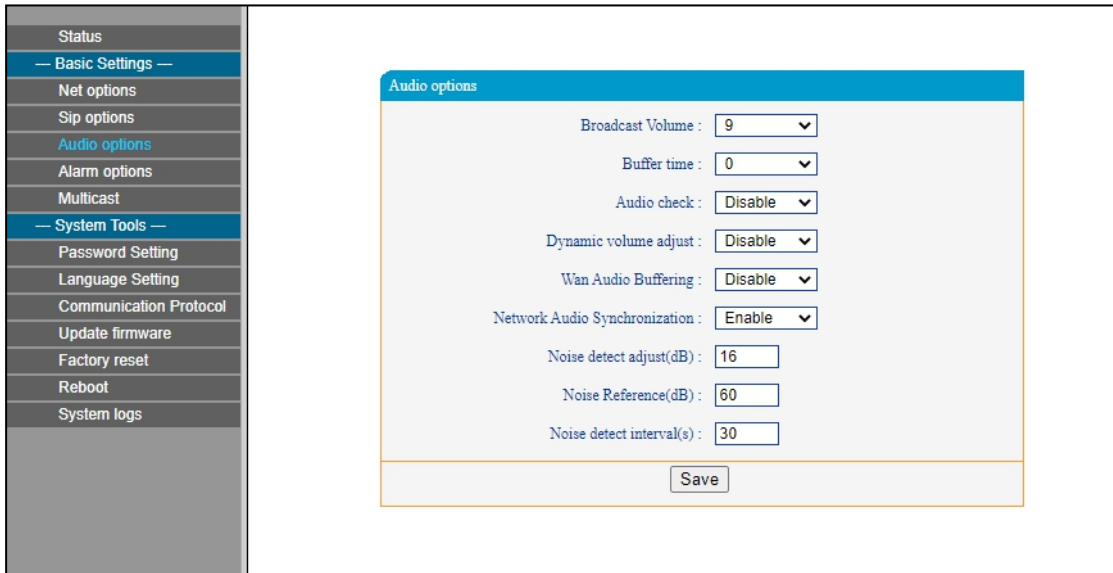 Status
--- Basic Settings ---
Net options
Sip options
Audio options
Alarm options
Multicast
--- System Tools ---
Password Setting
Language Setting
Communication Protocol
Update firmware
Factory reset
Reboot
System logs
Audio options
Broadcast Volume : 9
Buffer time : 0
Audio check : Disable
Dynamic volume adjust : Disable
Wan Audio Buffering : Disable
Network Audio Synchronization : Enable
Noise detect adjust(dB) : 16
Noise Reference(dB) : 60
Noise detect interval(s) : 30
Save